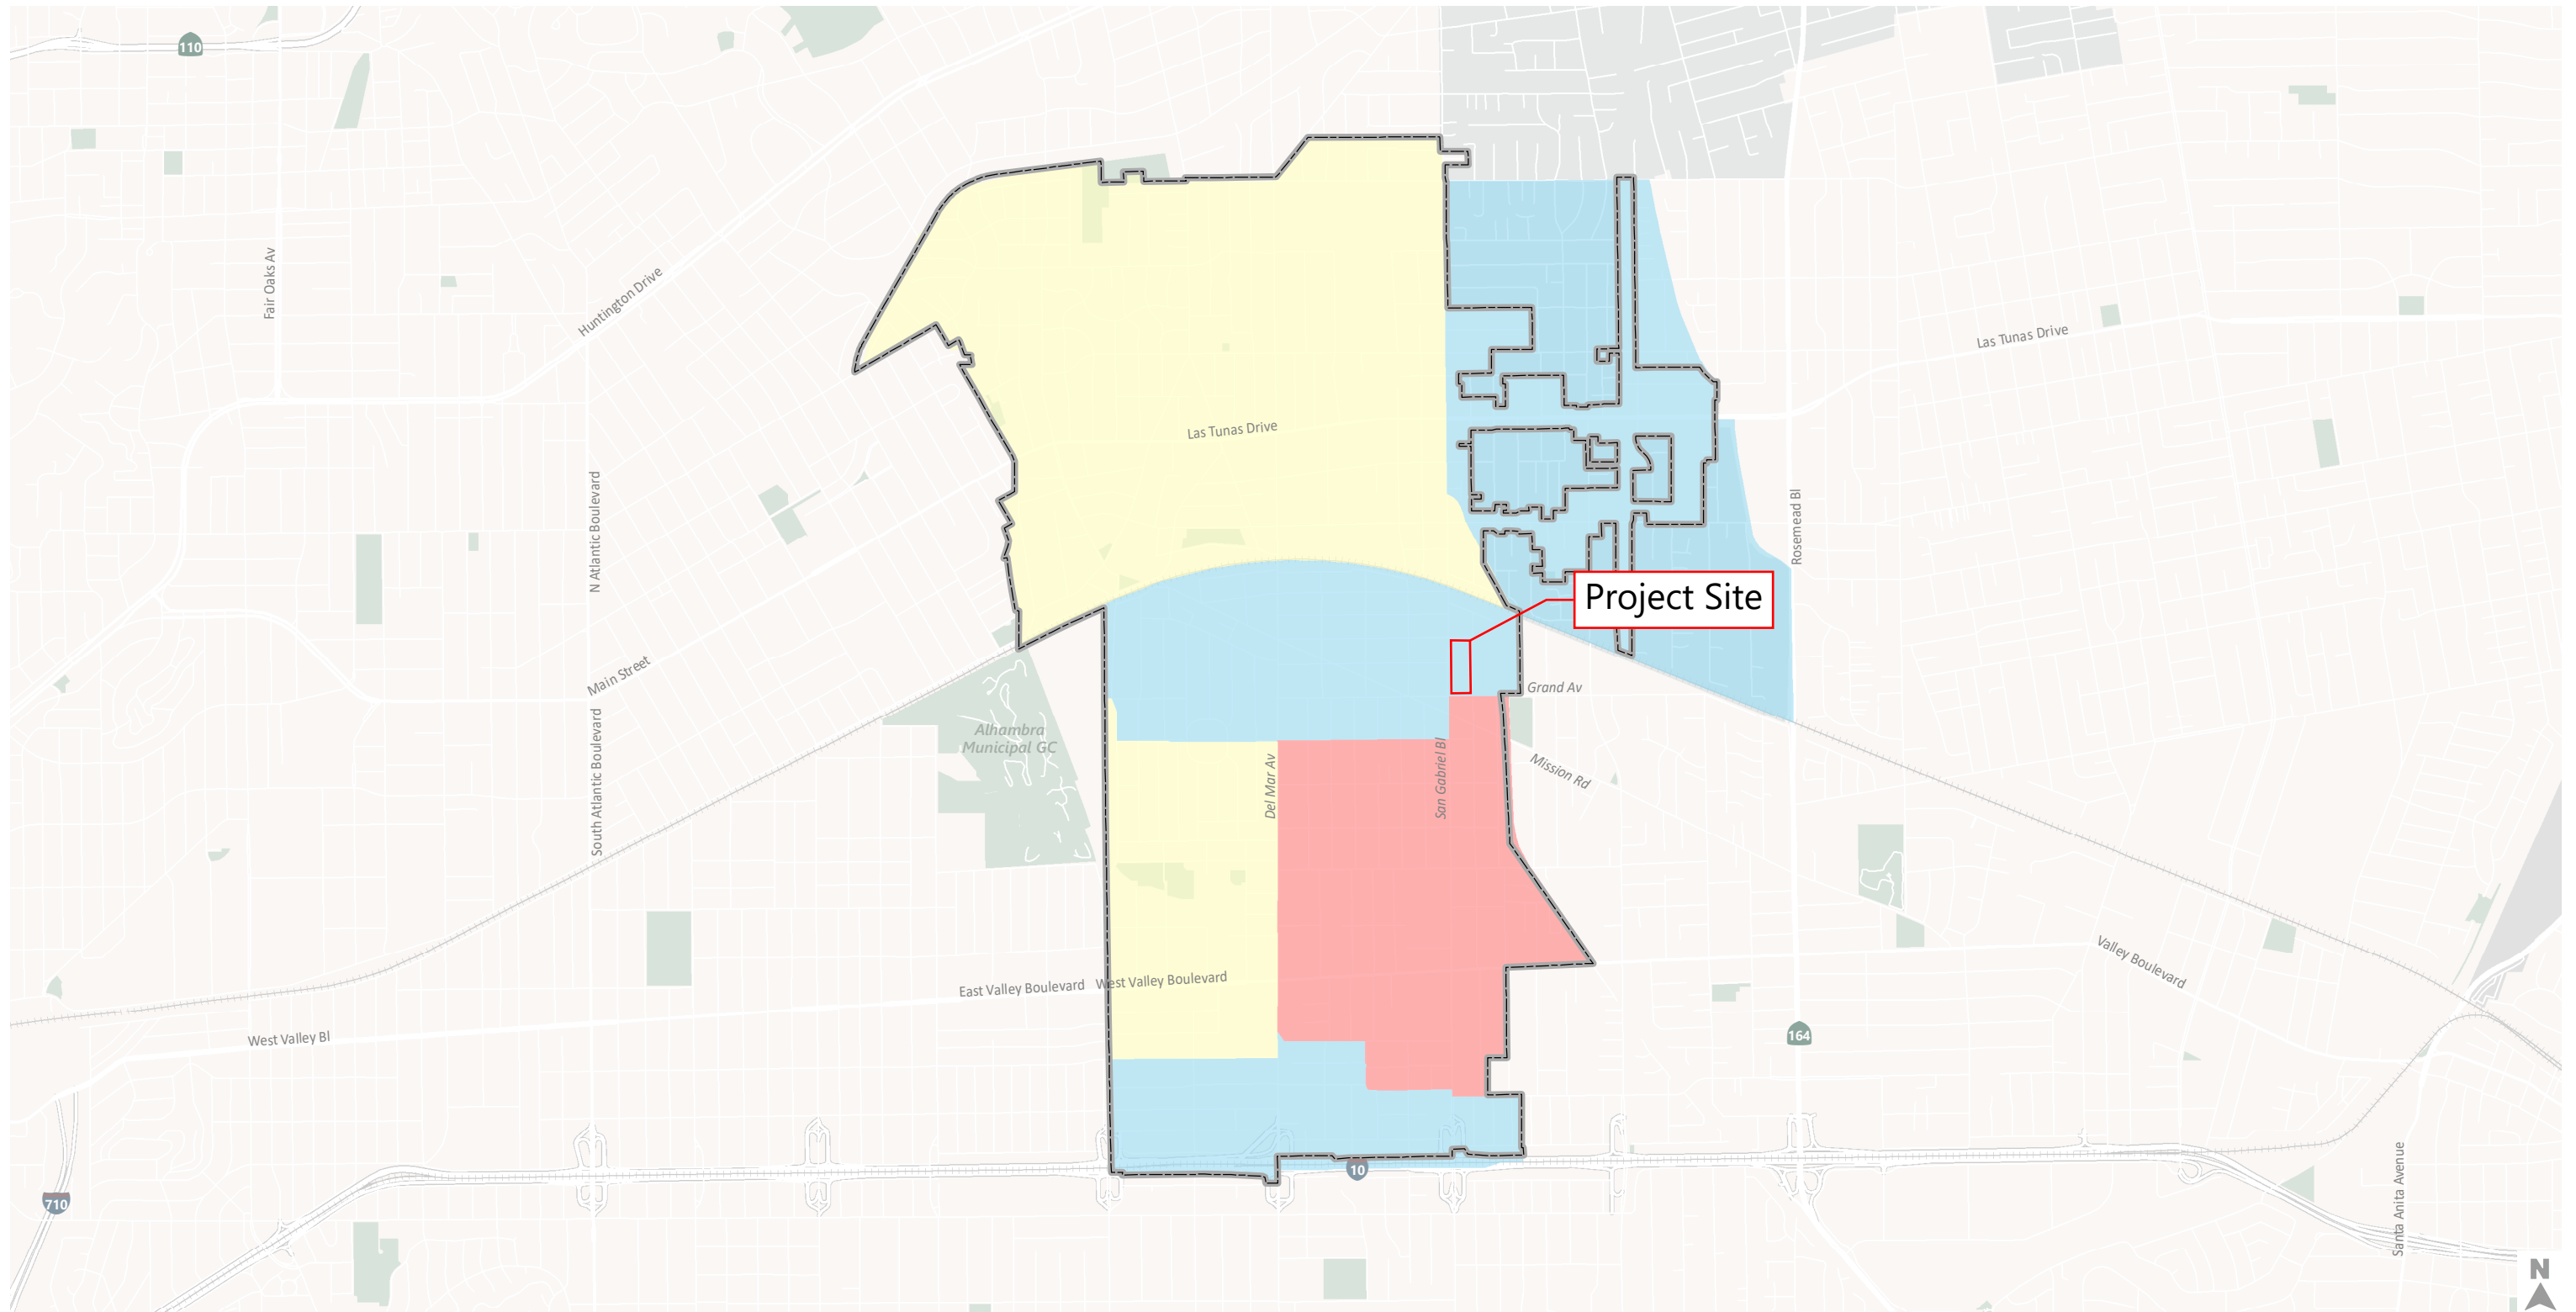 110
Fair Oaks Av
Huntington Drive
Las Tunas Drive
Las Tunas Drive
N Atlantic Boulevard
Rosemead Bl
Project Site
Main Street
Grand Av
South Atlantic Boulevard
Alhambra
Municipal GC
Del Mar Av
San Gabriel Bl
Mission Rd
Valley Boulevard
East Valley Boulevard
West Valley Boulevard
West Valley Bl
164
10
710
Santa Anita Avenue
N